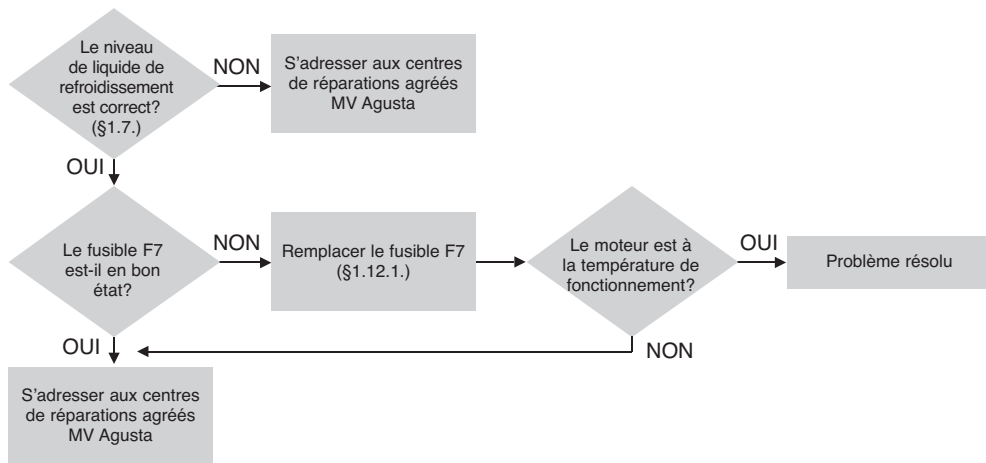 Le niveau
de liquide de
refroidissement
est correct?
(§1.7.)
NON
S'adresser aux centres
de réparations agréés
MV Agusta
OUI
Le fusible F7
est-il en bon
état?
NON
Remplacer le fusible F7
(§1.12.1.)
Le moteur est à
la température de
fonctionnement?
OUI
Problème résolu
OUI
NON
S'adresser aux centres
de réparations agréés
MV Agusta